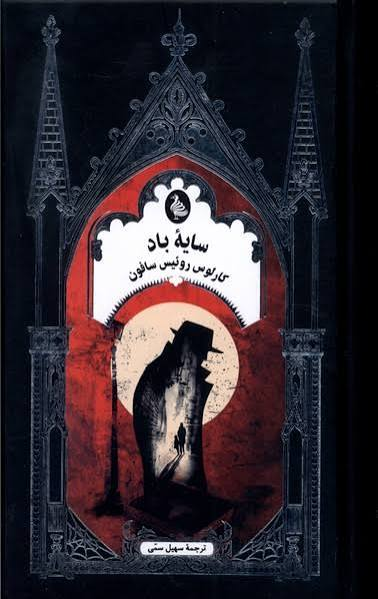 سایهٔ باد
کارلوس روئیس سافون
ترجمهٔ سهیل سمّی